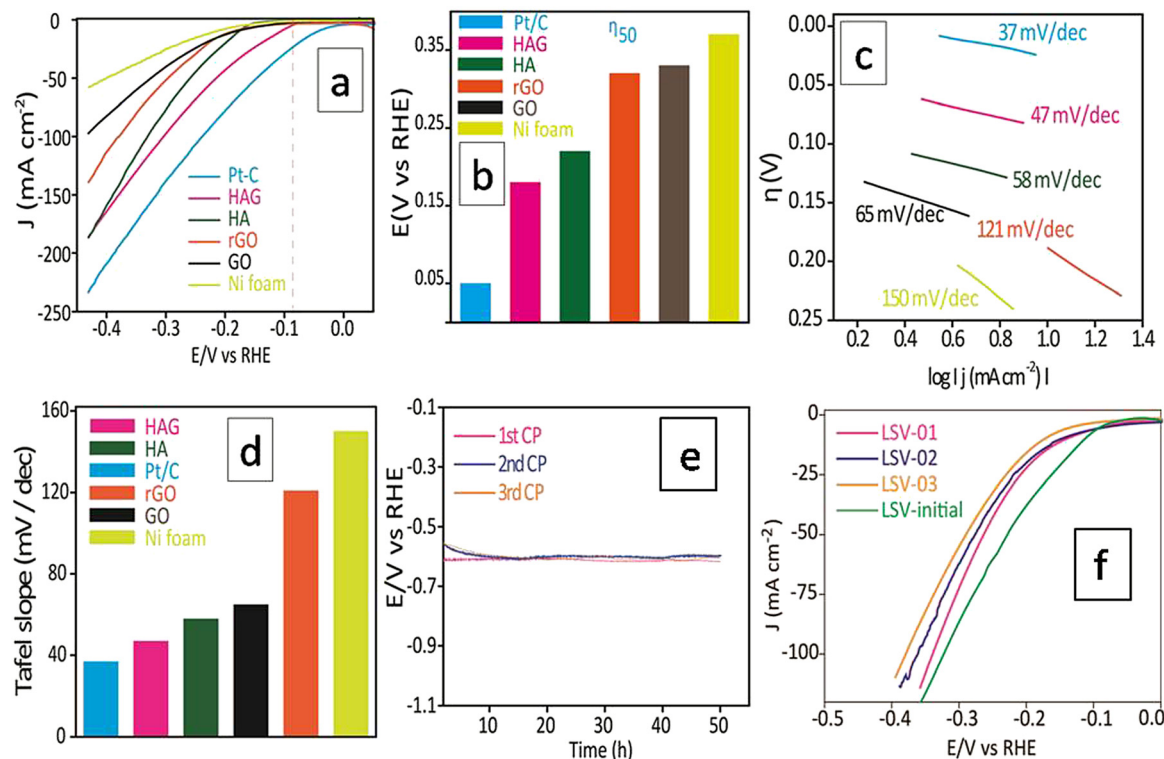 0
-50
-100
-150
-200
-250
J (mA cm⁻²)
a
Pt-C
HAG
HA
rGO
GO
Ni foam
-0.4 -0.3 -0.2 -0.1 0.0
E/V vs RHE
0.35
0.25
0.15
0.05
E(V vs RHE)
Pt/C
HAG
HA
rGO
GO
Ni foam
η50
b
0.00
0.05
0.10
0.15
0.20
0.25
η (V)
c
37 mV/dec
47 mV/dec
58 mV/dec
65 mV/dec
121 mV/dec
150 mV/dec
0.2 0.6 1.0 1.4
log l j (mA cm⁻²) l
160
120
80
40
0
Tafel slope (mV/ dec)
HAG
HA
Pt/C
rGO
GO
Ni foam
d
-0.1
-0.3
-0.5
-0.7
-0.9
-1.1
E/V vs RHE
1st CP
2nd CP
3rd CP
e
10 20 30 40 50
Time (h)
0
-25
-50
-75
-100
J (mA cm⁻²)
LSV-01
LSV-02
LSV-03
LSV-initial
f
-0.5 -0.4 -0.3 -0.2 -0.1 0.0
E/V vs RHE